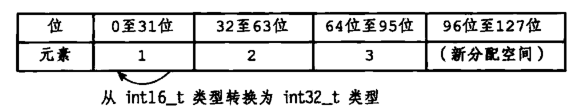 位 0至31位 32至63位 64位至95位 96位至127位
元素 1 2 3 (新分配空间)
从 int16_t 类型转换为 int32_t 类型